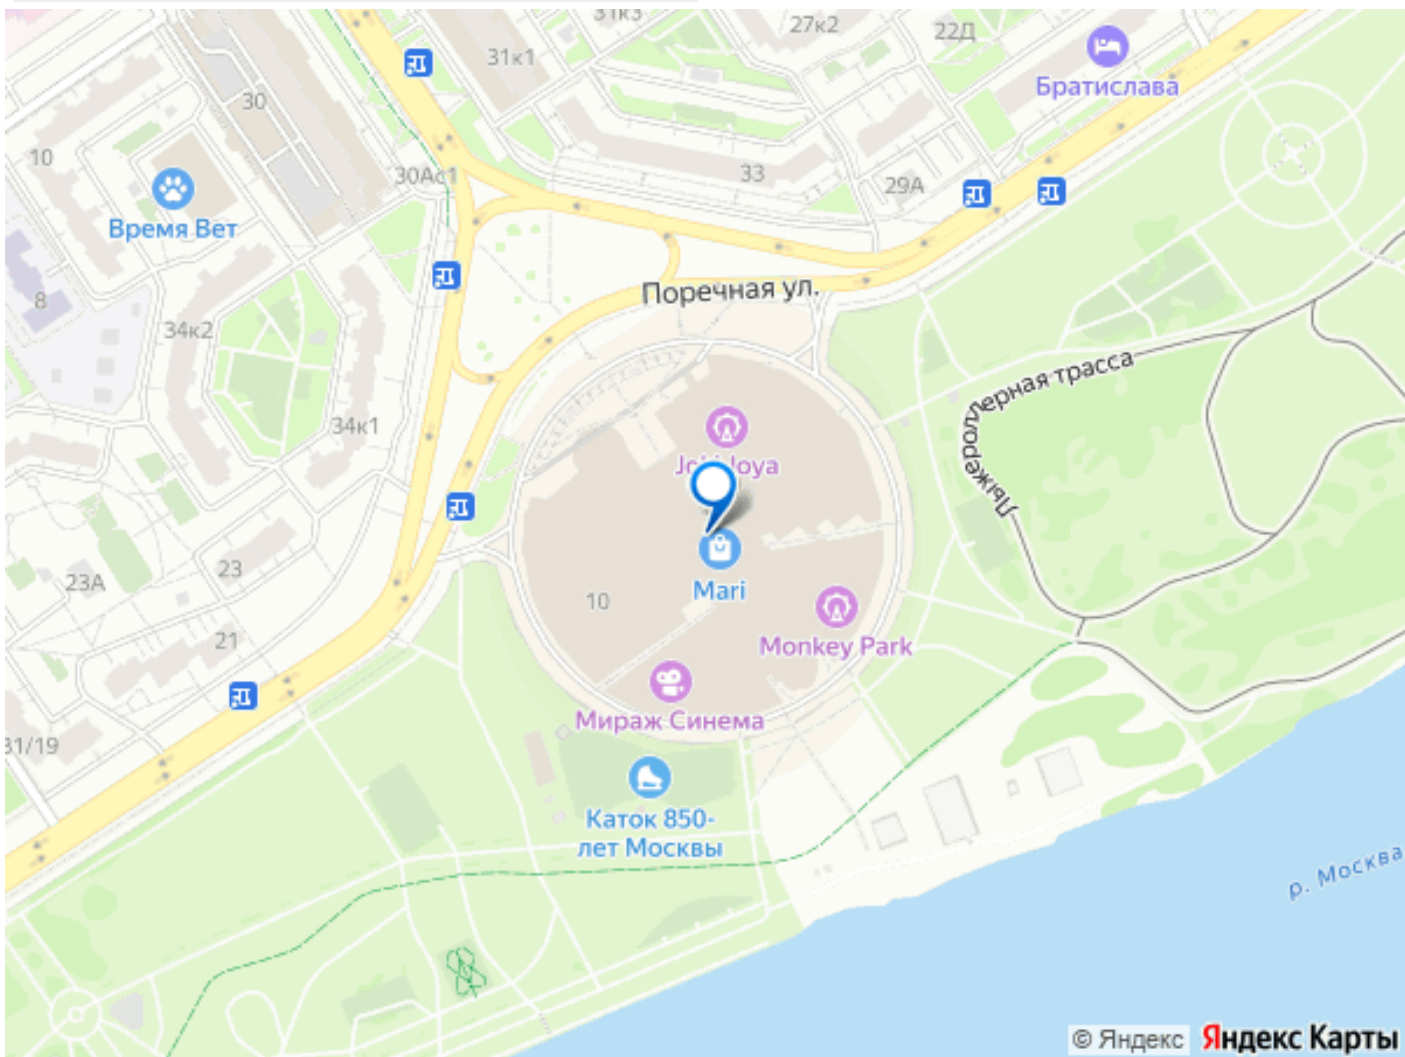 31к3
27к2
22Д
31к1
Братислава
30
10
30Ас1
33
29А
Время Вет
8
Поречная ул.
34к2
Лыжероллерная трасса
34к1
Joki Joya
23А
23
Mari
10
21
Monkey Park
Мираж Синема
31/19
Каток 850-
лет Москвы
р. Москва
© Яндекс Яндекс Карты